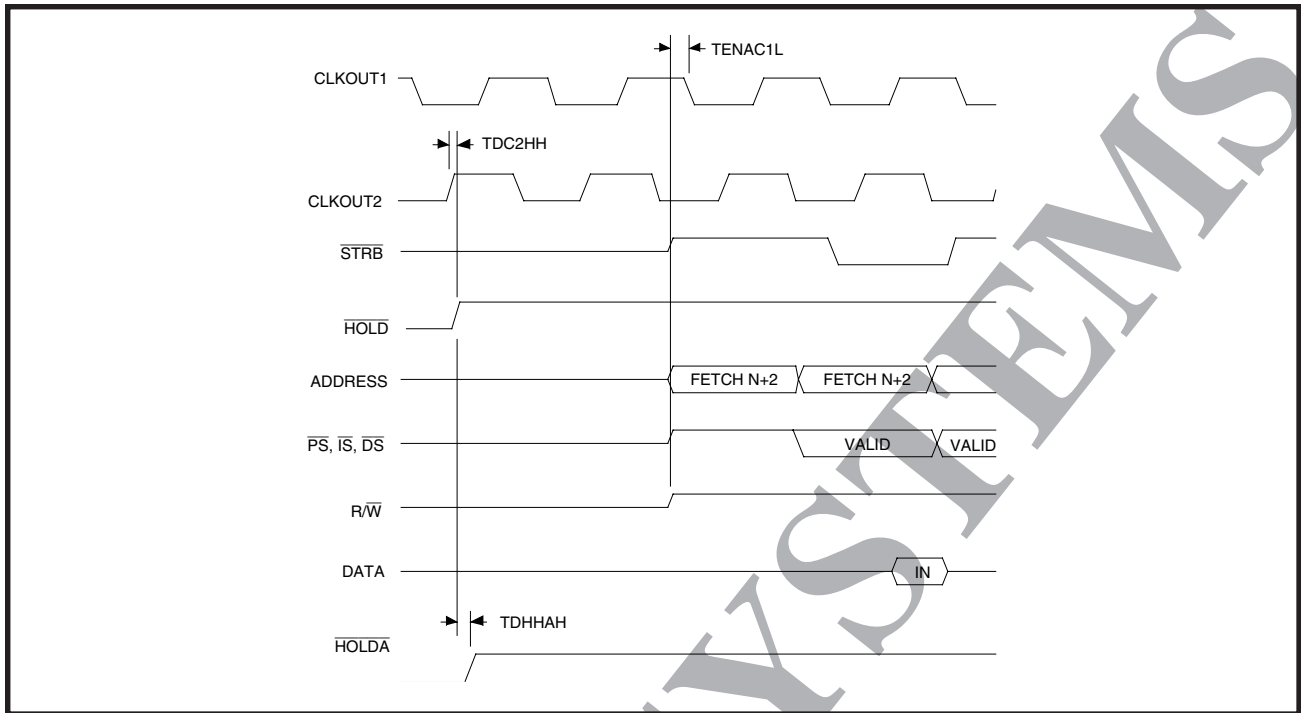 TENAC1L
CLKOUT1
TDC2HH
CLKOUT2
STRB
HOLD
ADDRESS FETCH N+2 FETCH N+2
PS, IS, DS VALID VALID
R/W
DATA IN
TDHHAH
HOLDA
YSTEMS